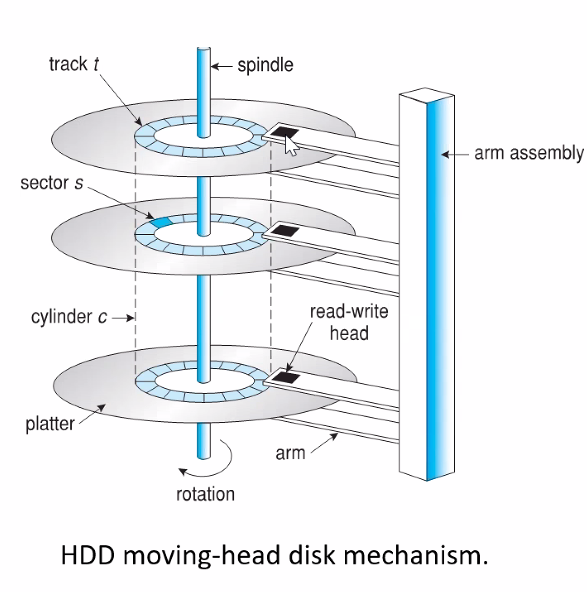 track t
spindle
arm assembly
sector s
cylinder c
read-write
head
platter
arm
rotation
HDD moving-head disk mechanism.